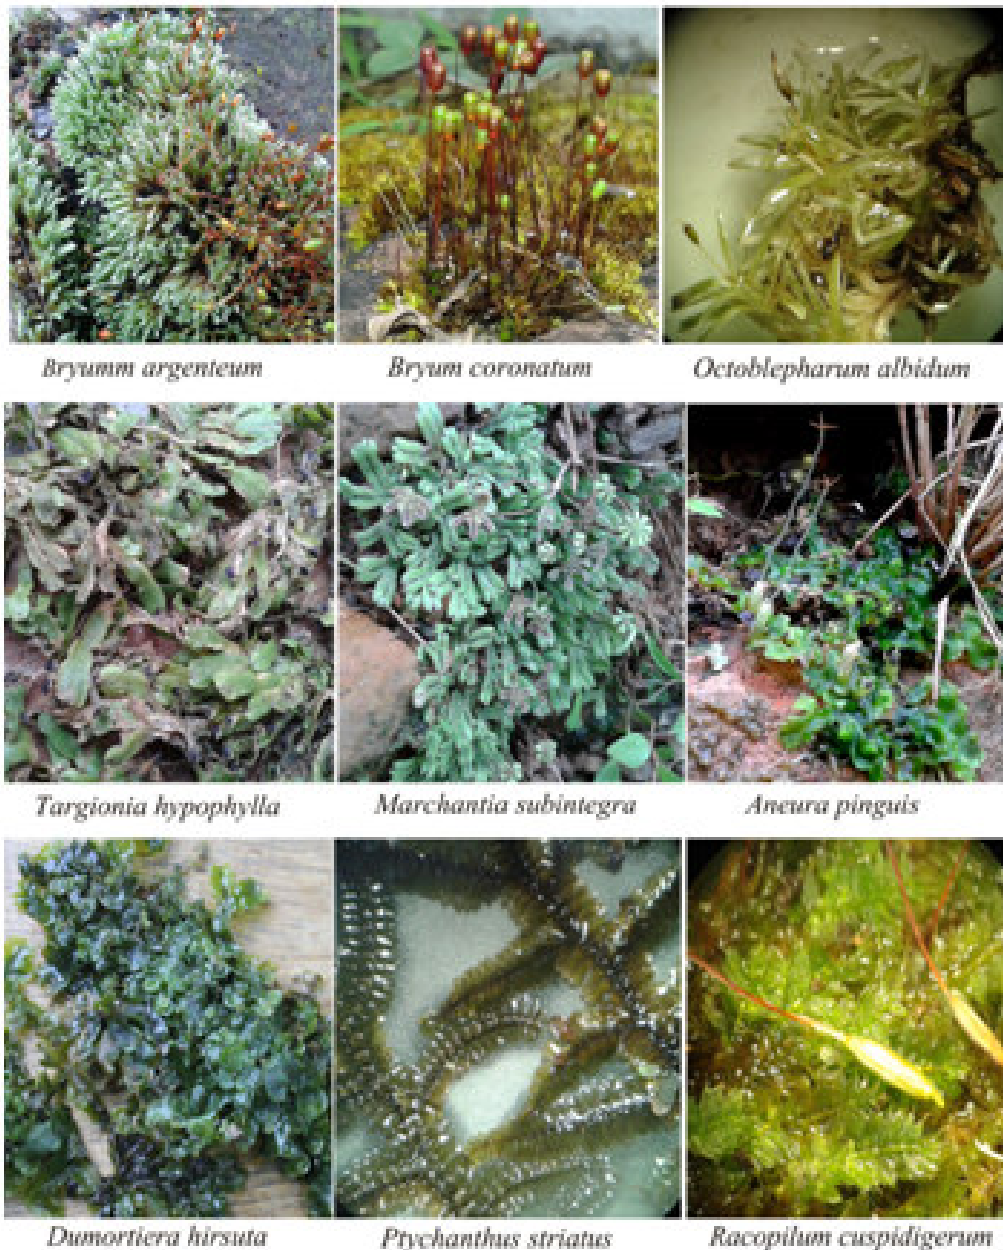 Bryumm argenteum
Bryum coronatum
Octoblepharum albidum
Targionia hypophylla
Marchantia subintegra
Aneura pinguis
Dumortiera hirsuta
Ptychanthus striatus
Racopilum cuspidigerum